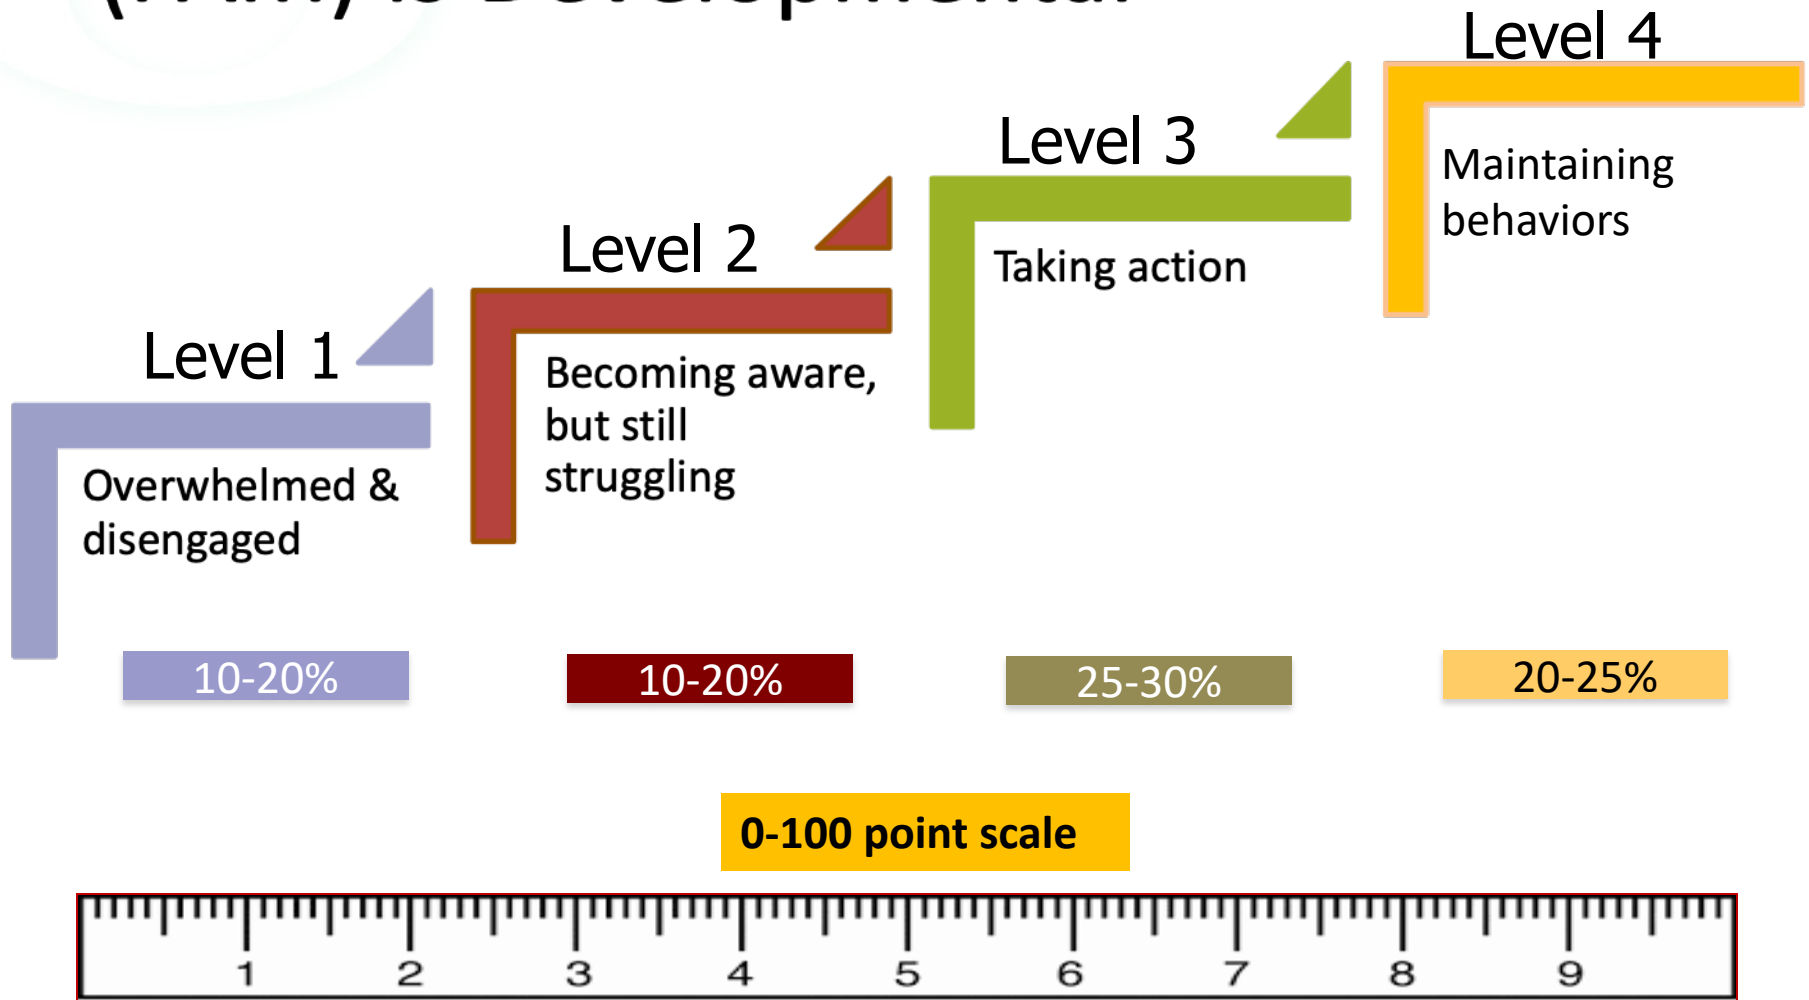 is Developmental
Level 4
Maintaining
behaviors
Level 3
Taking action
Level 2
Becoming aware,
but still
struggling
Level 1
Overwhelmed &
disengaged
10-20%
10-20%
25-30%
20-25%
0-100 point scale
1 2 3 4 5 6 7 8 9